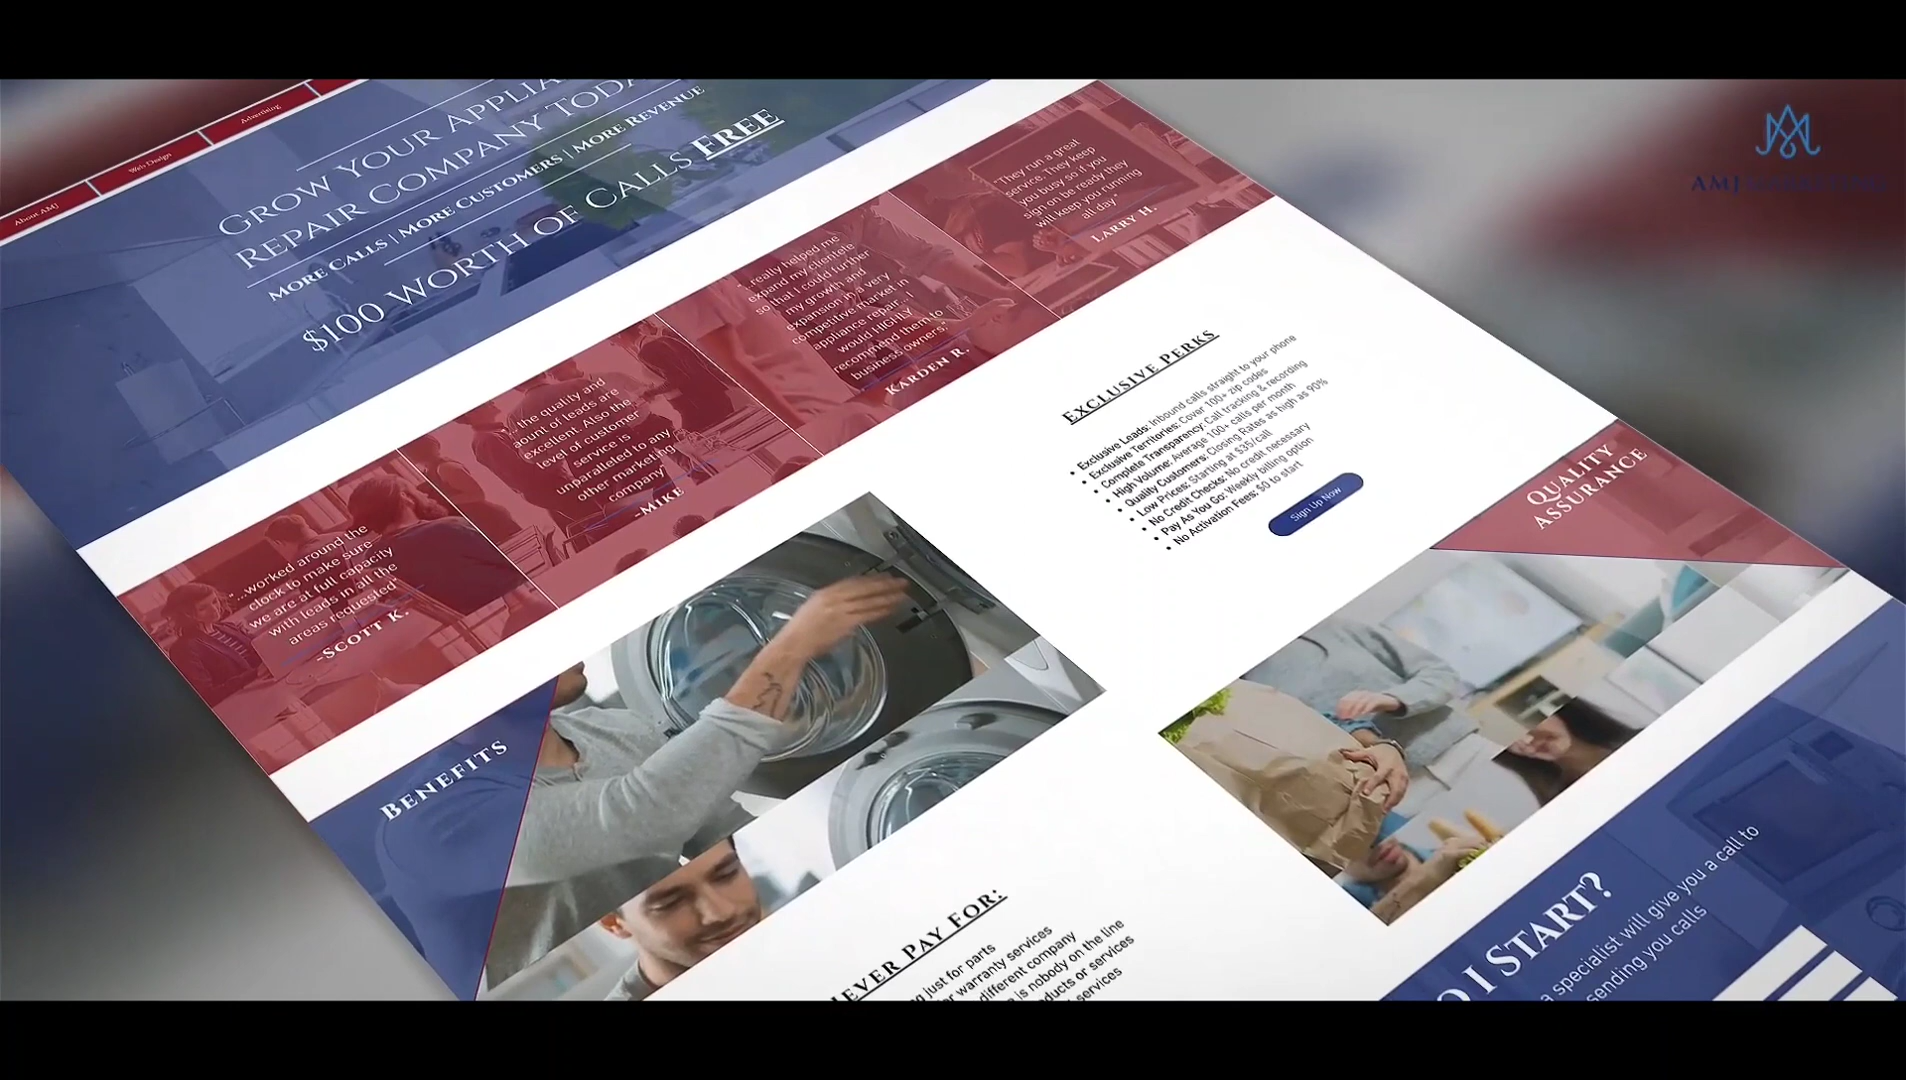 About AMJ
Web Design
Advertising
GROW YOUR
REPAIR COMPANY
MORE CALLS | MORE CUSTOMERS | MORE REVENUE
$100 WORTH OF CALLS FREE
"...worked around the
clock to make sure
we are at full capacity
with leads in all the
areas requested"
-SCOTT K.
the quality and
of leads are
excellent. Also the
level of customer
service is
unparalleled to any
other marketing
company"
-MIKE
...really helped me
expand my clientele
so that I could further
my growth and
expansion in a very
competitive market in
appliance repair...I
would HIGHLY
recommend them to
business owners.
KARDEN R.
"They run a great
service. They keep
you busy so if you
sign on be ready they
will keep you running
all day"
LARRY H.
AMJ MARKETING
EXCLUSIVE PERKS
• Exclusive Leads: Inbound calls straight to your phone
• Exclusive Territories: Cover 100+ zip codes
• Complete Transparency: Call tracking & recording
• High Volume: Average 100+ calls per month
• Quality Customers: Closing Rates as high as 90%
• Low Prices: Starting at $35/call
• No Credit Checks: No credit necessary
• Pay As You Go: Weekly billing option
• No Activation Fees: $0 to start
Sign Up Now
QUALITY
ASSURANCE
BENEFITS
PAY FOR:
just for parts
warranty services
different company
is nobody on the line
or services
services
I START?
a specialist will give you a call to
sending you calls